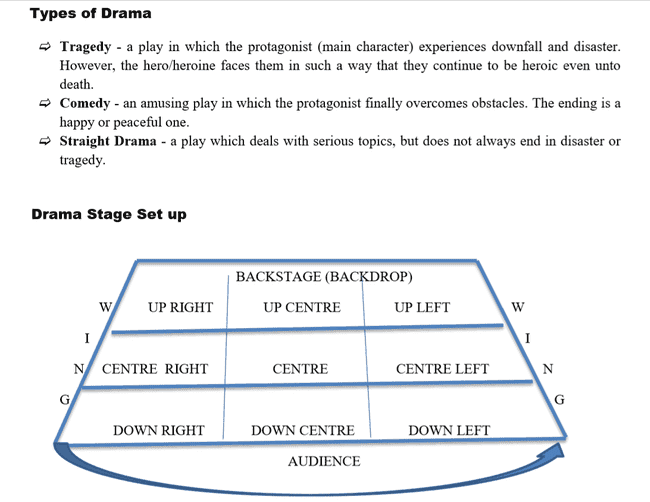 Types of Drama
⇨ Tragedy - a play in which the protagonist (main character) experiences downfall and disaster.
However, the hero/heroine faces them in such a way that they continue to be heroic even unto
death.
⇨ Comedy - an amusing play in which the protagonist finally overcomes obstacles. The ending is a
happy or peaceful one.
⇨ Straight Drama - a play which deals with serious topics, but does not always end in disaster or
tragedy.
Drama Stage Set up
BACKSTAGE (BACKDROP)
W UP RIGHT UP CENTRE UP LEFT W
I I
N CENTRE RIGHT CENTRE CENTRE LEFT N
G G
DOWN RIGHT DOWN CENTRE DOWN LEFT
AUDIENCE